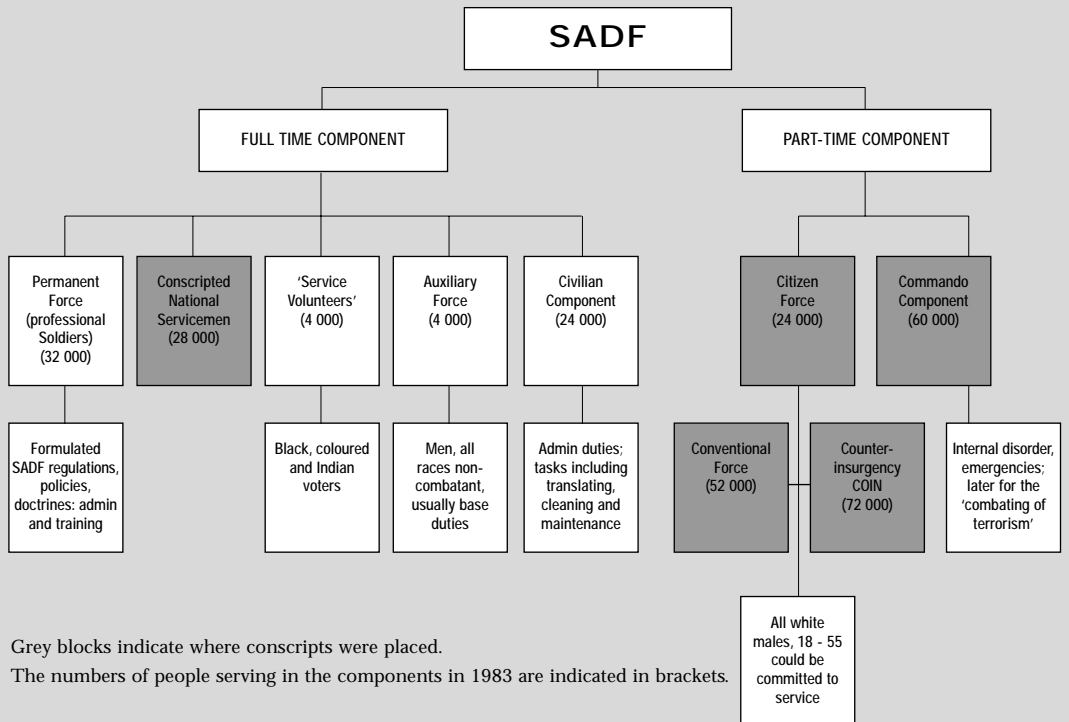 SADF
FULL TIME COMPONENT
PART-TIME COMPONENT
Permanent
Force
(professional
Soldiers)
(32 000)
Conscripted
National
Servicemen
(28 000)
'Service
Volunteers'
(4 000)
Auxiliary
Force
(4 000)
Civilian
Component
(24 000)
Citizen
Force
(24 000)
Commando
Component
(60 000)
Formulated
SADF regulations,
policies,
doctrines: admin
and training
Black, coloured
and Indian
voters
Men, all
races non-
combatant,
usually base
duties
Admin duties;
tasks including
translating,
cleaning and
maintenance
Conventional
Force
(52 000)
Counter-
insurgency
COIN
(72 000)
Internal disorder,
emergencies;
later for the
'combating of
terrorism'
All white
males, 18 - 55
could be
committed to
service
Grey blocks indicate where conscripts were placed.
The numbers of people serving in the components in 1983 are indicated in brackets.